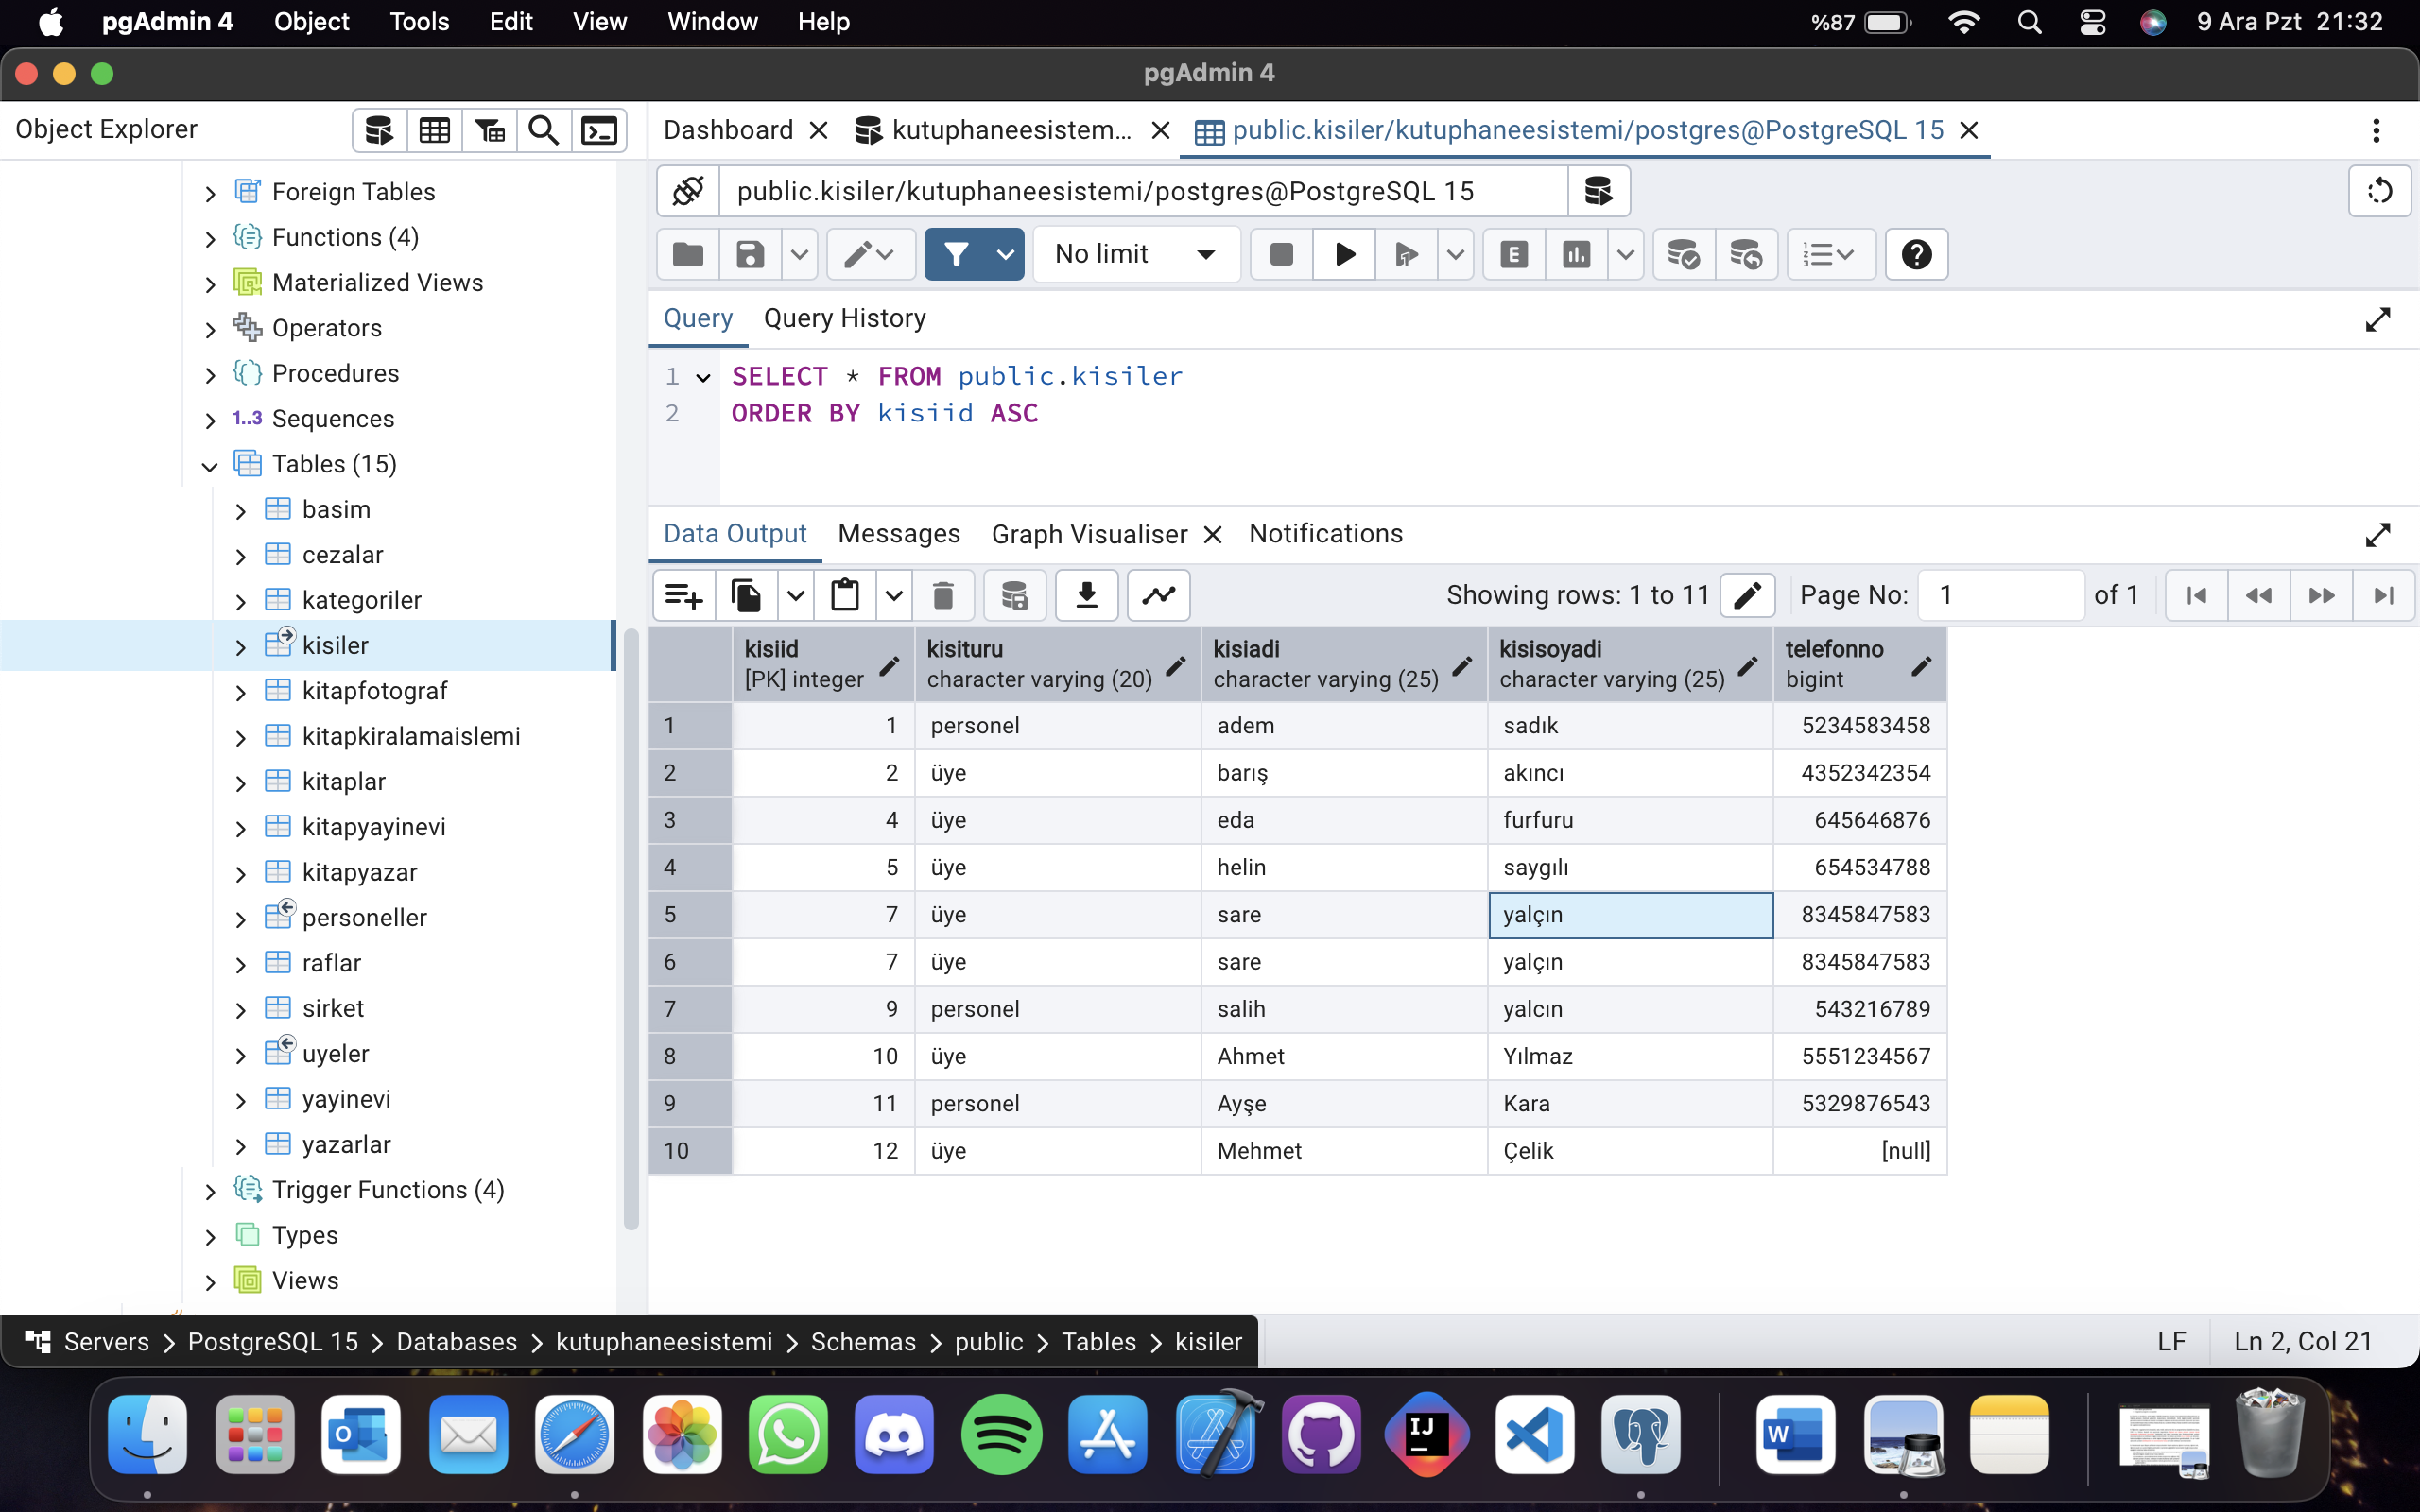 pgAdmin 4 Object Tools Edit View Window Help %87 9 Ara Pzt 21:32
pgAdmin 4
Object Explorer
Dashboard kutuphaneesistem... public.kisiler/kutuphaneesistemi/postgres@PostgreSQL 15
Foreign Tables
Functions (4)
Materialized Views
Operators
Procedures
1..3 Sequences
Tables (15)
basim
cezalar
kategoriler
kisiler
kitapfotograf
kitapkiralamaislemi
kitaplar
kitapyayinevi
kitapyazar
personeller
raflar
sirket
uyeler
yayinevi
yazarlar
Trigger Functions (4)
Types
Views
public.kisiler/kutuphaneesistemi/postgres@PostgreSQL 15
No limit E
Query Query History
1 SELECT * FROM public.kisiler
2 ORDER BY kisiid ASC
Data Output Messages Graph Visualiser Notifications
Showing rows: 1 to 11 Page No: 1 of 1
kisiid kisituru kisiadi kisisoyadi telefonno
[PK] integer character varying (20) character varying (25) character varying (25) bigint
1 1 personel adem sadık 5234583458
2 2 üye barış akıncı 4352342354
3 4 üye eda furfuru 645646876
4 5 üye helin saygılı 654534788
5 7 üye sare yalçın 8345847583
6 7 üye sare yalçın 8345847583
7 9 personel salih yalcın 543216789
8 10 üye Ahmet Yılmaz 5551234567
9 11 personel Ayşe Kara 5329876543
10 12 üye Mehmet Çelik [null]
Servers PostgreSQL 15 Databases kutuphaneesistemi Schemas public Tables kisiler LF Ln 2, Col 21
O IJ W